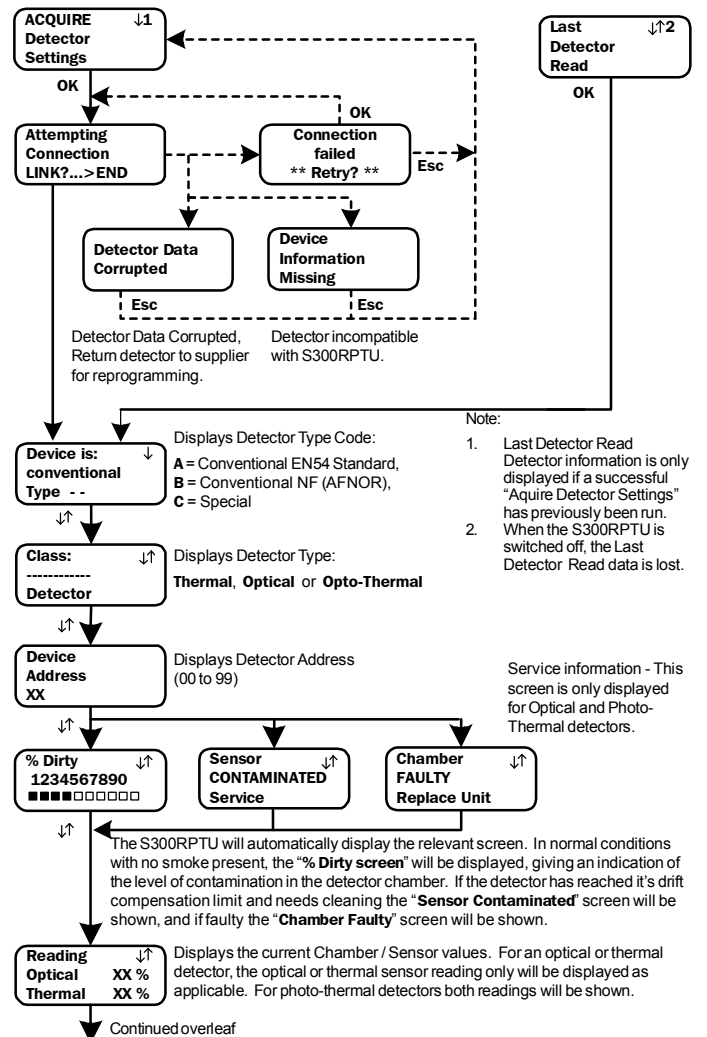 ACQUIRE ↓1
Detector
Settings
Last ↓↑2
Detector
Read
OK
OK
OK
Attempting
Connection
LINK?...>END
Connection
failed
** Retry? **
Esc
Detector Data
Corrupted
Device
Information
Missing
Esc
Esc
Detector Data Corrupted,
Return detector to supplier
for reprogramming.
Detector incompatible
with S300RPTU.
Note:
1. Last Detector Read
Detector information is only
displayed if a successful
“Aquire Detector Settings”
has previously been run.
2. When the S300RPTU is
switched off, the Last
Detector Read data is lost.
Device is: ↓
conventional
Type - -
Displays Detector Type Code:
A = Conventional EN54 Standard,
B = Conventional NF (AFNOR),
C = Special
↓↑
Class: ↓↑
------------
Detector
Displays Detector Type:
Thermal, Optical or Opto-Thermal
↓↑
Device
Address
XX
Displays Detector Address
(00 to 99)
Service information - This
screen is only displayed
for Optical and Photo-
Thermal detectors.
↓↑
% Dirty ↓↑
1234567890
■■■■□□□□□□
Sensor ↓↑
CONTAMINATED
Service
Chamber ↓↑
FAULTY
Replace Unit
↓↑
The S300RPTU will automatically display the relevant screen. In normal conditions
with no smoke present, the “% Dirty screen” will be displayed, giving an indication of
the level of contamination in the detector chamber. If the detector has reached it’s drift
compensation limit and needs cleaning the “Sensor Contaminated” screen will be
shown, and if faulty the “Chamber Faulty” screen will be shown.
Reading ↓↑
Optical XX %
Thermal XX %
Displays the current Chamber / Sensor values. For an optical or thermal
detector, the optical or thermal sensor reading only will be displayed as
applicable. For photo-thermal detectors both readings will be shown.
Continued overleaf